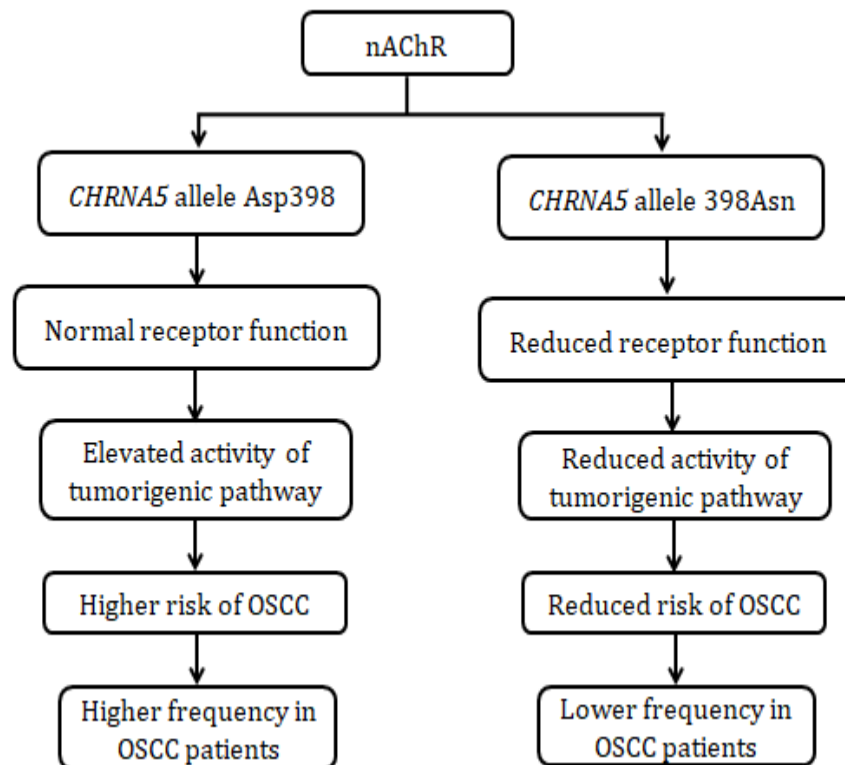 nAChR
CHRNA5 allele Asp398
Normal receptor function
Elevated activity of
tumorigenic pathway
Higher risk of OSCC
Higher frequency in
OSCC patients
CHRNA5 allele 398Asn
Reduced receptor function
Reduced activity of
tumorigenic pathway
Reduced risk of OSCC
Lower frequency in
OSCC patients